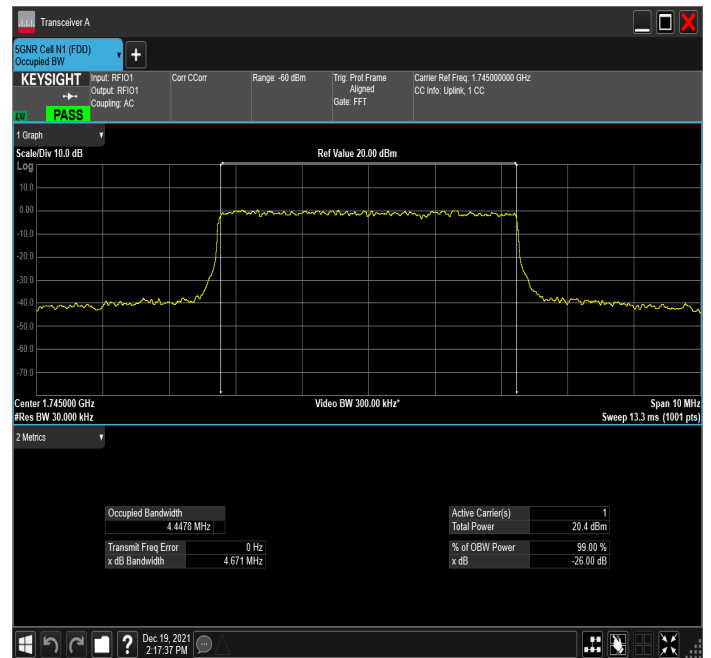 Transceiver A
5GNR Cell N1 (FDD)
Occupied BW
KEYSIGHT
LXI
PASS
Input: RFIO1
Output: RFIO1
Coupling: AC
Corr CCorr
Range: -60 dBm
Trig: Prot Frame
Aligned
Gate: FFT
Carrier Ref Freq: 1.745000000 GHz
CC Info: Uplink, 1 CC
1 Graph
Scale/Div 10.0 dB
Ref Value 20.00 dBm
Log
10.0
0.00
-10.0
-20.0
-30.0
-40.0
-50.0
-60.0
-70.0
Center 1.745000 GHz
Video BW 300.00 kHz*
Span 10 MHz
#Res BW 30.000 kHz
Sweep 13.3 ms (1001 pts)
2 Metrics
Occupied Bandwidth
4.4478 MHz
Transmit Freq Error 0 Hz
x dB Bandwidth 4.671 MHz
Active Carrier(s) 1
Total Power 20.4 dBm
% of OBW Power 99.00 %
x dB -26.00 dB
Dec 19, 2021
2:17:37 PM